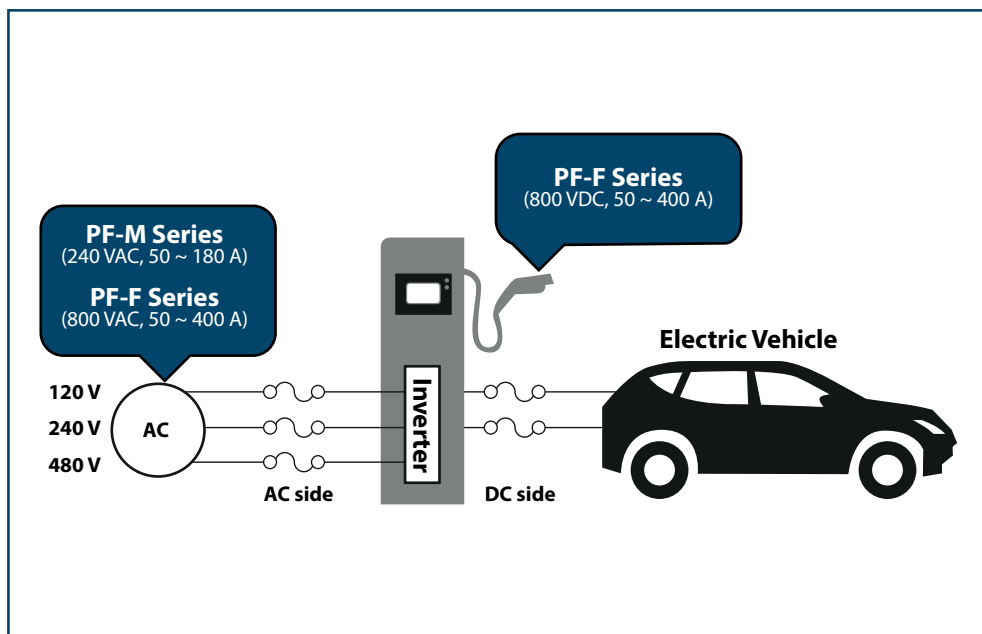 PF-F Series
(800 VDC, 50 ~ 400 A)
PF-M Series
(240 VAC, 50 ~ 180 A)
PF-F Series
(800 VAC, 50 ~ 400 A)
Electric Vehicle
120 V
240 V
480 V
AC
Inverter
AC side
DC side